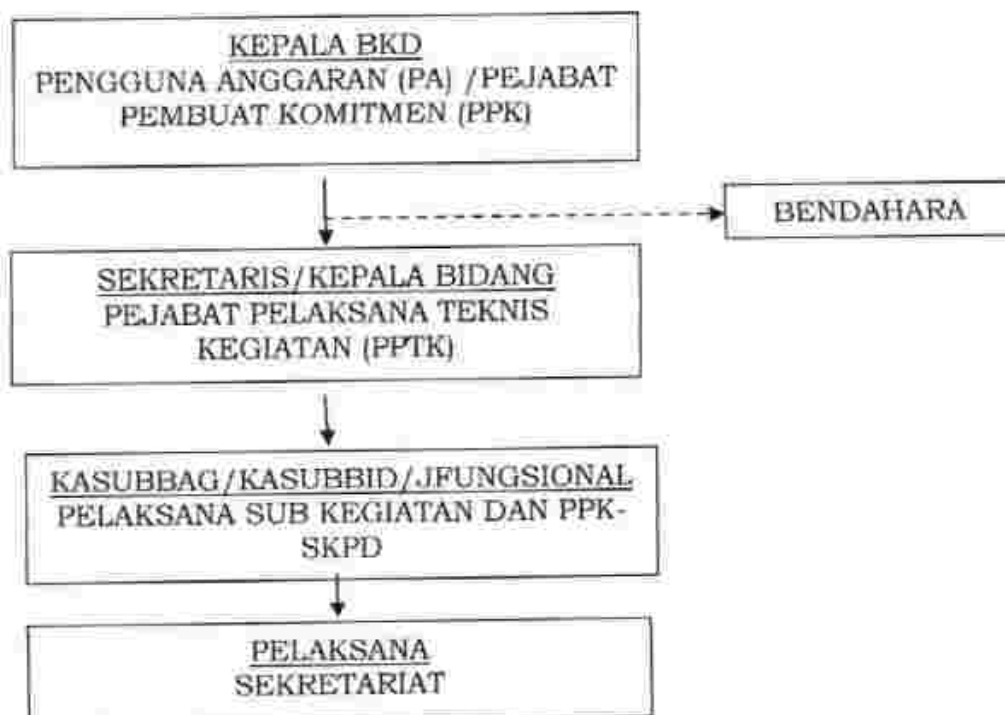 KEPALA BKD
PENGGUNA ANGGARAN (PA) /PEJABAT
PEMBUAT KOMITMEN (PPK)
BENDAHARA
SEKRETARIS/KEPALA BIDANG
PEJABAT PELAKSANA TEKNIS
KEGIATAN (PPTK)
KASUBBAG/KASUBBID/JFUNGSIONAL
PELAKSANA SUB KEGIATAN DAN PPK-
SKPD
PELAKSANA
SEKRETARIAT